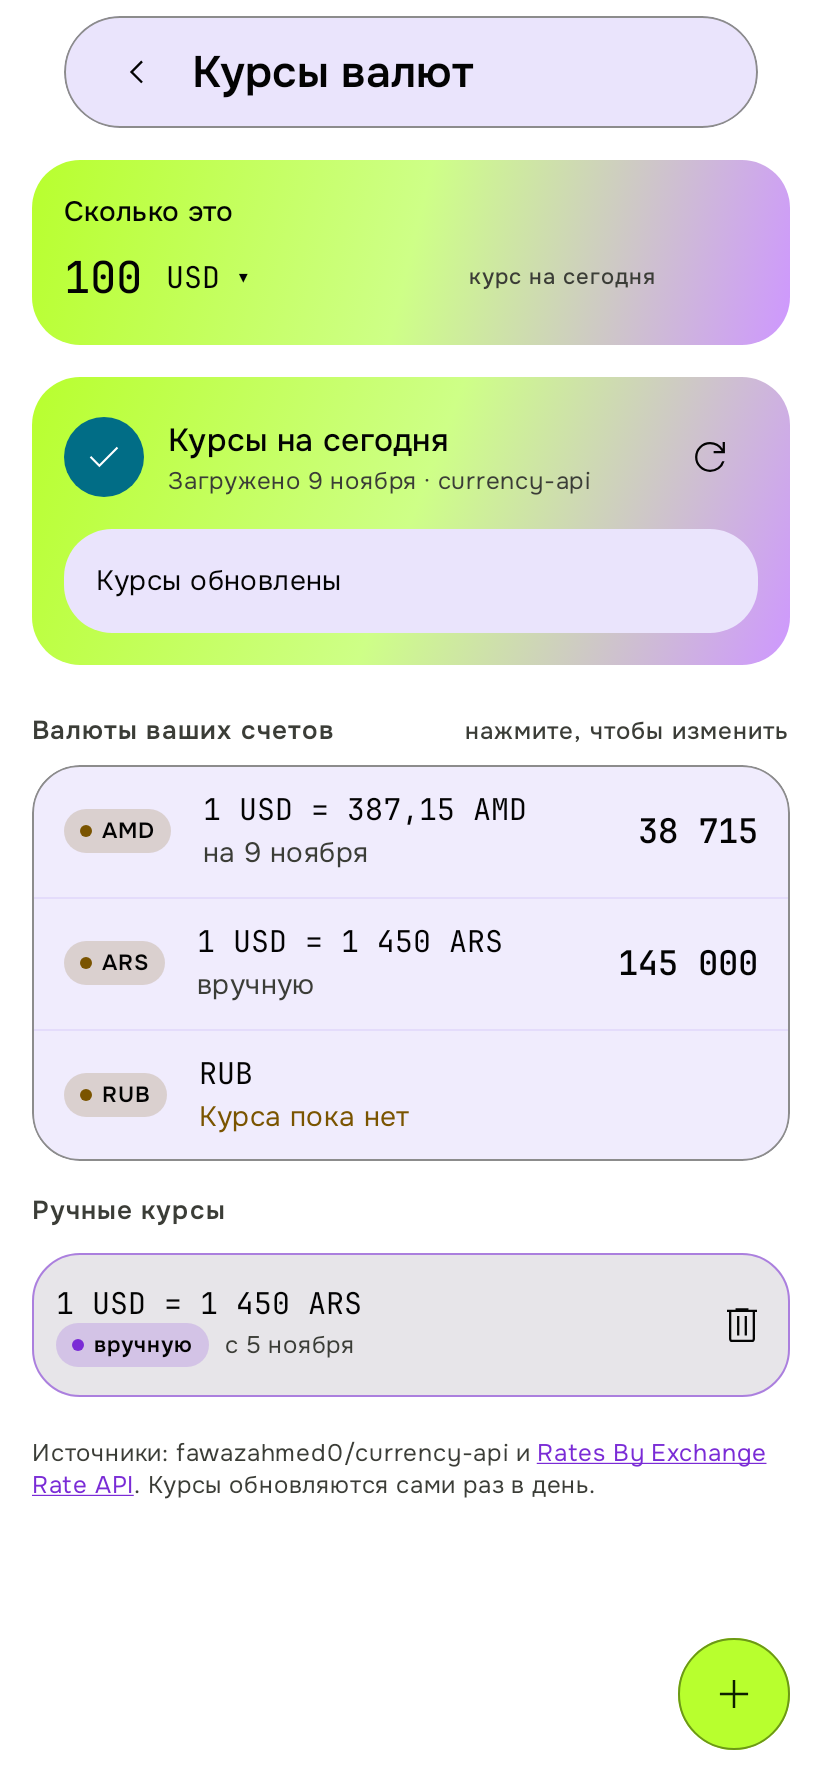 Курсы валют
Сколько это
100 USD ▾ курс на сегодня
Курсы на сегодня
Загружено 9 ноября · currency-api
Курсы обновлены
Валюты ваших счетов нажмите, чтобы изменить
AMD 1 USD = 387,15 AMD 38 715
на 9 ноября
ARS 1 USD = 1 450 ARS 145 000
вручную
RUB RUB
Курса пока нет
Ручные курсы
1 USD = 1 450 ARS
вручную с 5 ноября
Источники: fawazahmed0/currency-api и Rates By Exchange
Rate API. Курсы обновляются сами раз в день.